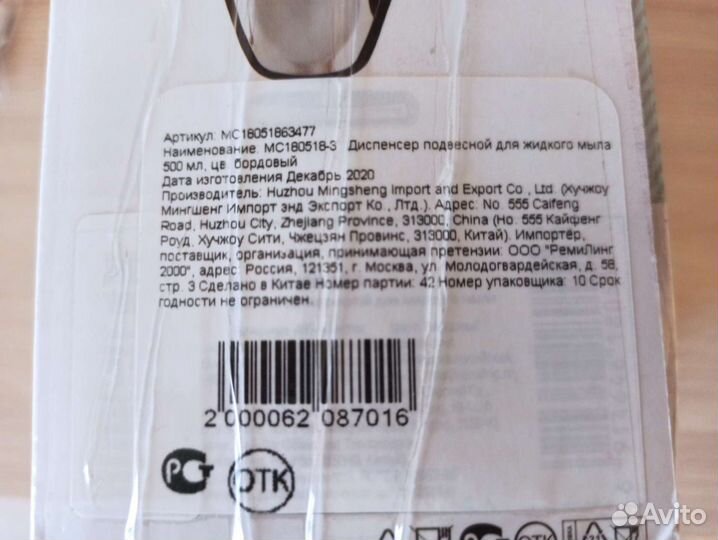 Артикул: MC18051863477
Наименование: MC180518-3 Диспенсер подвесной для жидкого мыла
500 мл, цв. бордовый
Дата изготовления Декабрь 2020
Производитель: Huzhou Mingsheng Import and Export Co., Ltd. (Хучжоу
Мингшенг Импорт энд Экспорт Ко., Лтд.). Адрес: No. 555 Caifeng
Road, Huzhou City, Zhejiang Province, 313000, China (Но. 555 Кайфенг
Роуд, Хучжоу Сити, Чжецзян Провинс, 313000, Китай). Импортёр,
поставщик, организация, принимающая претензии: ООО "РемиЛинг
2000", адрес: Россия, 121351, г. Москва, ул. Молодогвардейская, д. 58,
стр. 3 Сделано в Китае Номер партии: 42 Номер упаковщика: 10 Срок
годности не ограничен.
2 000062 087016
РСТ
ОТК
РСТ ОТК
Avito